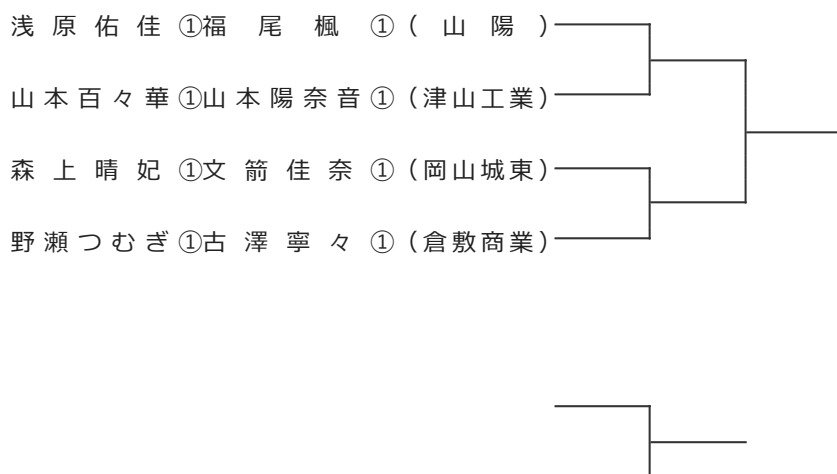 浅原佑佳①福尾楓①(山陽)
山本百々華①山本陽奈音①(津山工業)
森上晴妃①文箭佳奈①(岡山城東)
野瀬つむぎ①古澤寧々①(倉敷商業)